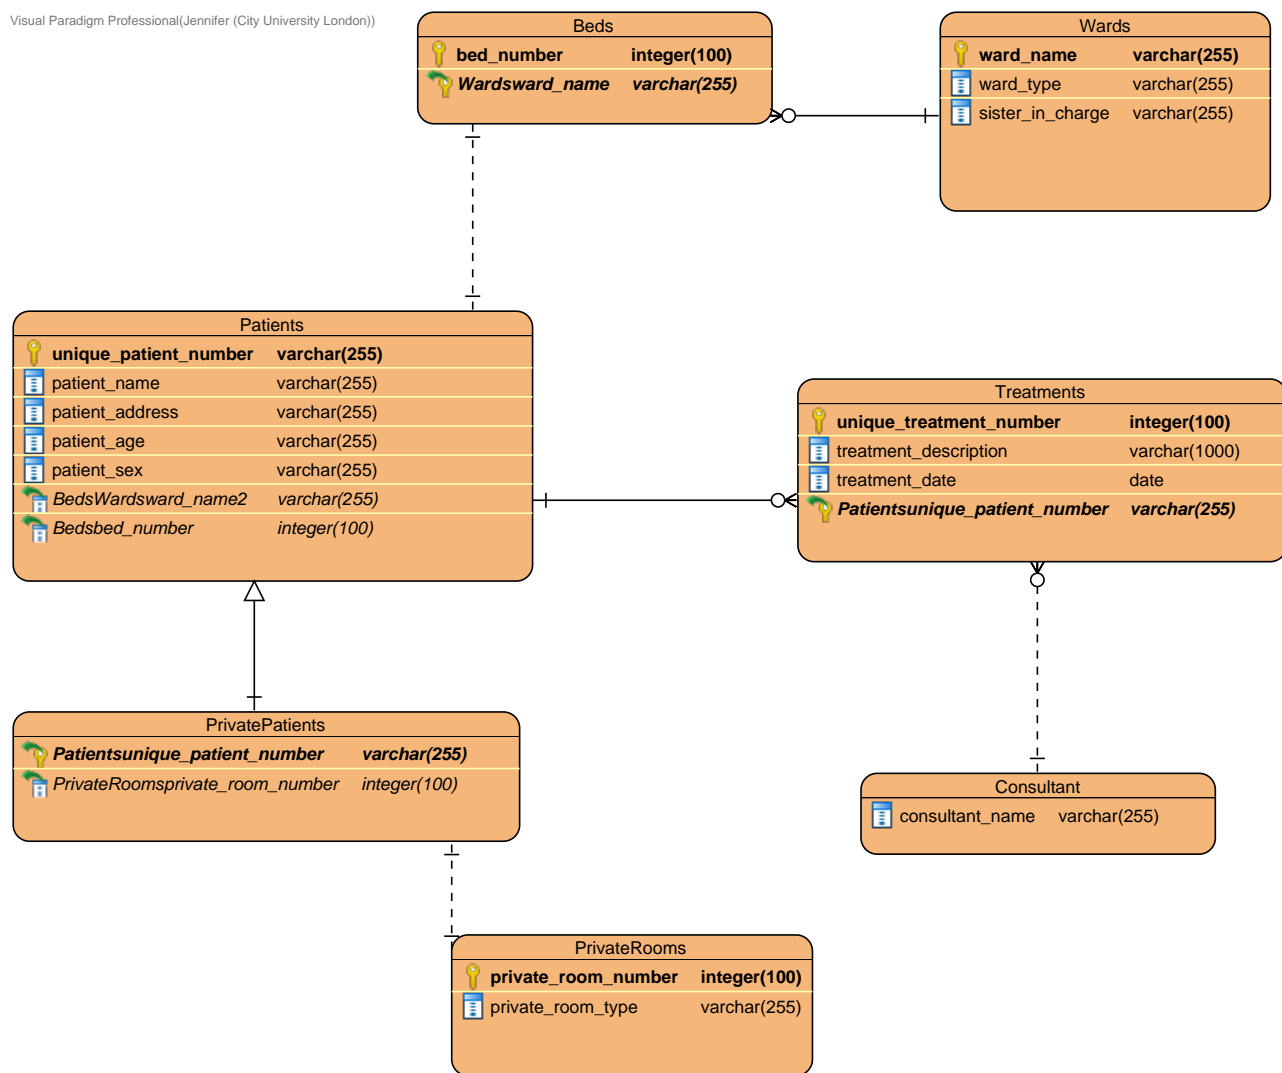 Visual Paradigm Professional(Jennifer (City University London))
Beds
bed_number integer(100)
Wardsward_name varchar(255)
Wards
ward_name varchar(255)
ward_type varchar(255)
sister_in_charge varchar(255)
Patients
unique_patient_number varchar(255)
patient_name varchar(255)
patient_address varchar(255)
patient_age varchar(255)
patient_sex varchar(255)
BedsWardsward_name2 varchar(255)
Bedsbed_number integer(100)
Treatments
unique_treatment_number integer(100)
treatment_description varchar(1000)
treatment_date date
Patientsunique_patient_number varchar(255)
PrivatePatients
Patientsunique_patient_number varchar(255)
PrivateRoomsprivate_room_number integer(100)
Consultant
consultant_name varchar(255)
PrivateRooms
private_room_number integer(100)
private_room_type varchar(255)